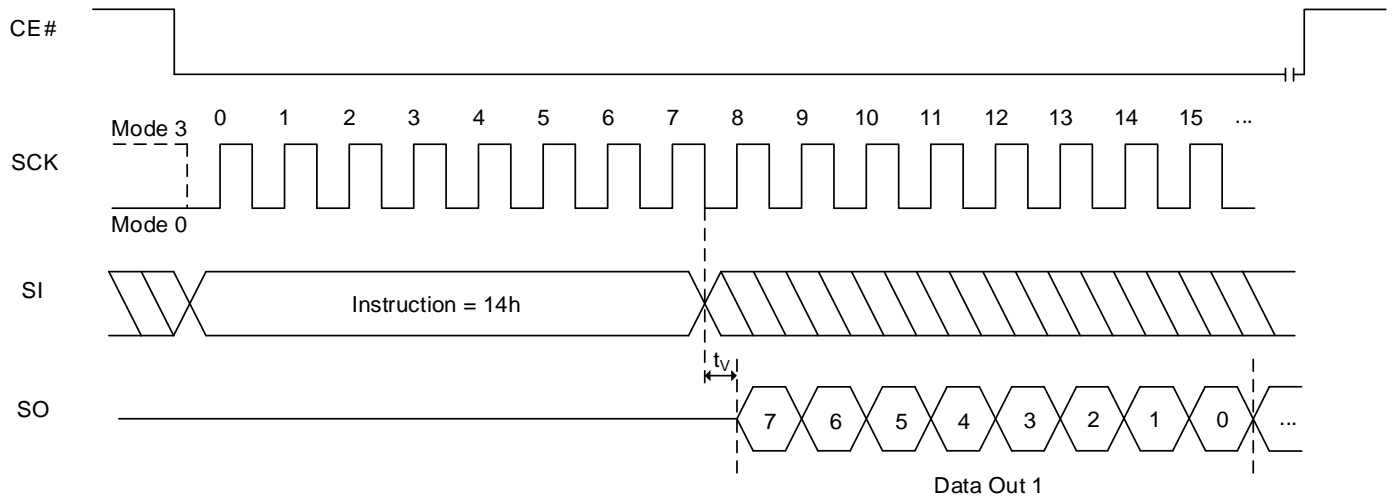 CE#
0 1 2 3 4 5 6 7 8 9 10 11 12 13 14 15 ...
Mode 3
SCK
Mode 0
SI
Instruction = 14h
tV
SO
7 6 5 4 3 2 1 0 ...
Data Out 1